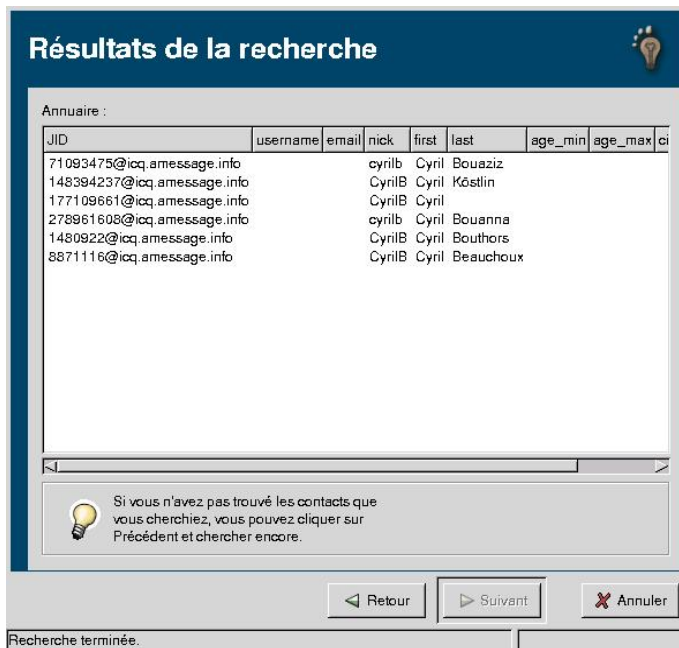 Résultats de la recherche
Annuaire :
JID username email nick first last age_min age_max ci
71093475@icq.amessage.info cyrilb Cyril Bouaziz
148394237@icq.amessage.info CyrilB Cyril Köstlin
177109661@icq.amessage.info CyrilB Cyril
278961608@icq.amessage.info cyrilb Cyril Bouanna
1480922@icq.amessage.info CyrilB Cyril Bouthors
8871116@icq.amessage.info CyrilB Cyril Beauchoux
Si vous n'avez pas trouvé les contacts que
vous cherchiez, vous pouvez cliquer sur
Précédent et chercher encore.
Retour Suivant Annuler
Recherche terminée.